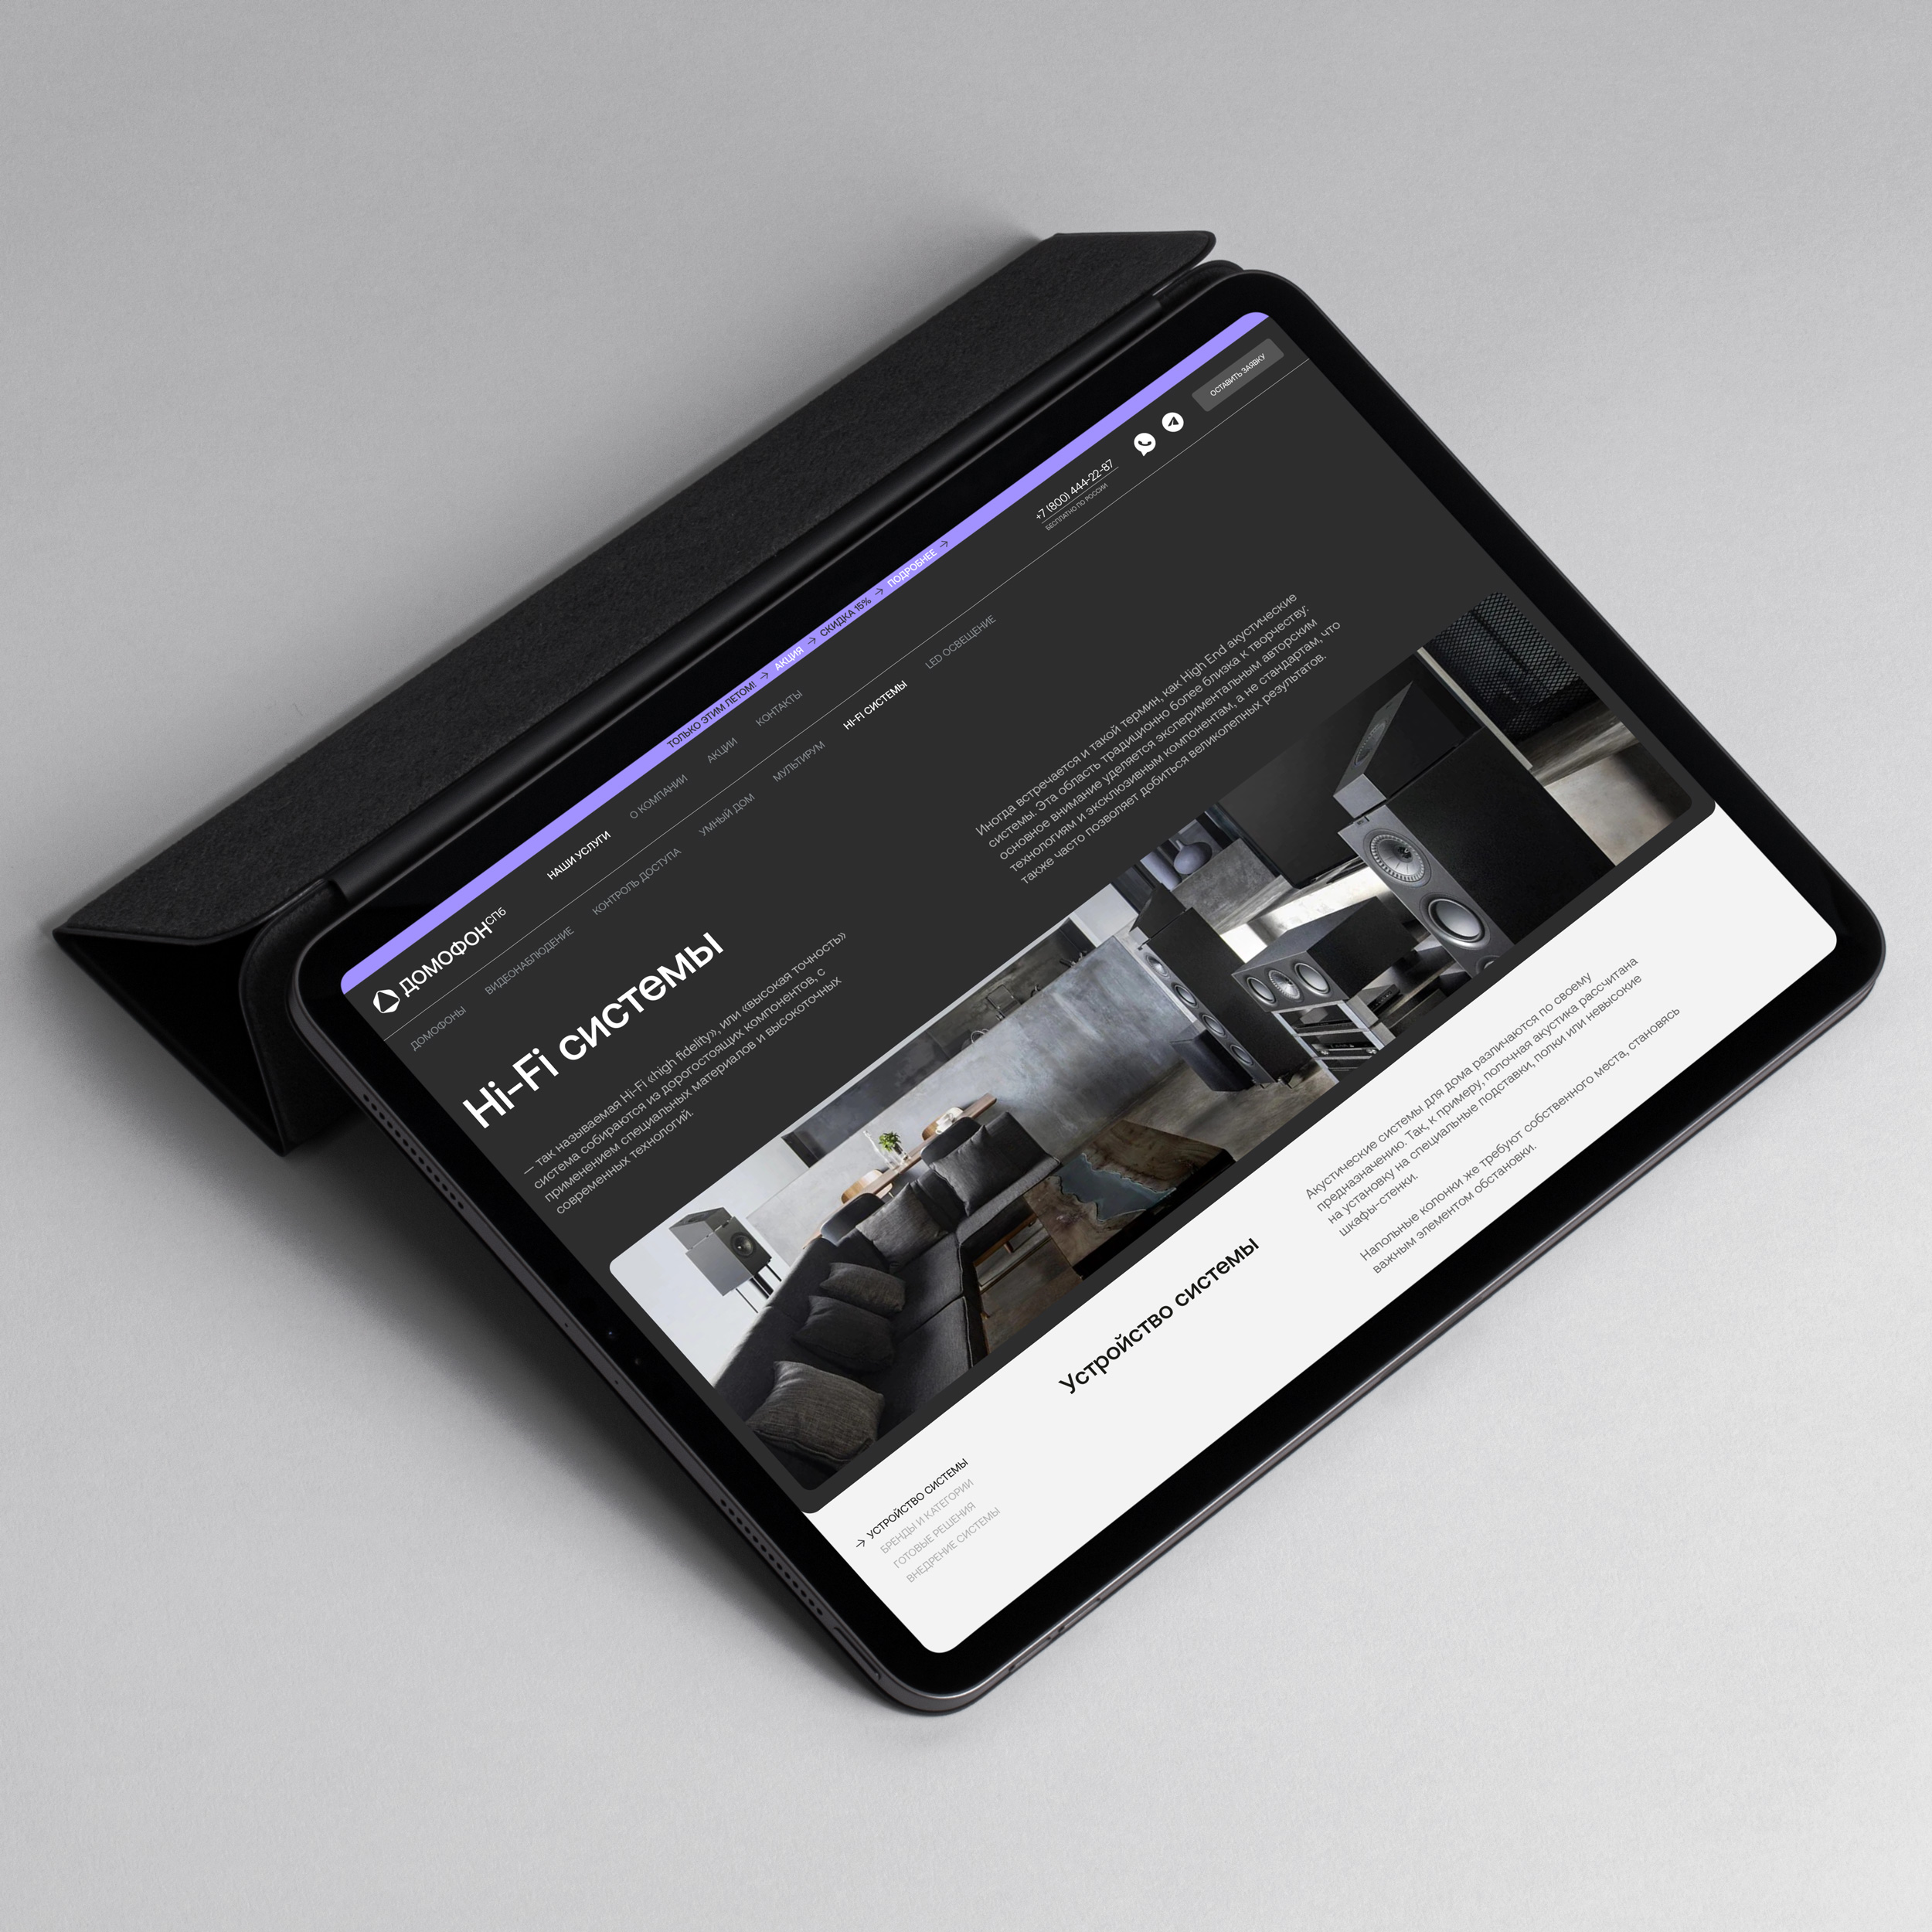 ТОЛЬКО ЭТИМ ЛЕТОМ! → АКЦИЯ → СКИДКА 15% → ПОДРОБНЕЕ →
ДОМОФОНСПб
НАШИ УСЛУГИ О КОМПАНИИ АКЦИИ КОНТАКТЫ
+7 (800) 444-22-87
БЕСПЛАТНО ПО РОССИИ
ОСТАВИТЬ ЗАЯВКУ
ДОМОФОНЫ ВИДЕОНАБЛЮДЕНИЕ КОНТРОЛЬ ДОСТУПА УМНЫЙ ДОМ МУЛЬТИРУМ HI-FI СИСТЕМЫ LED ОСВЕЩЕНИЕ
Hi-Fi системы
— так называемая Hi-Fi «high fidelity», или «высокая точность»
система собираются из дорогостоящих компонентов, с
применением специальных материалов и высокоточных
современных технологий.
Иногда встречается и такой термин, как High End акустические
системы. Эта область традиционно более близка к творчеству:
основное внимание уделяется экспериментальным авторским
технологиям и эксклюзивным компонентам, а не стандартам, что
также часто позволяет добиться великолепных результатов.
→ УСТРОЙСТВО СИСТЕМЫ
БРЕНДЫ И КАТЕГОРИИ
ГОТОВЫЕ РЕШЕНИЯ
ВНЕДРЕНИЕ СИСТЕМЫ
Устройство системы
Акустические системы для дома различаются по своему
предназначению. Так, к примеру, полочная акустика рассчитана
на установку на специальные подставки, полки или невысокие
шкафы-стенки.
Напольные колонки же требуют собственного места, становясь
важным элементом обстановки.